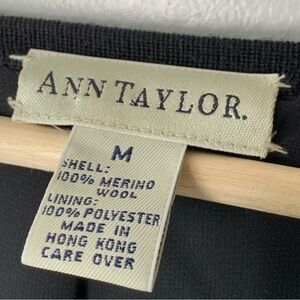 ANN TAYLOR.
M
SHELL:
100% MERINO
WOOL
LINING:
100% POLYESTER
MADE IN
HONG KONG
CARE OVER